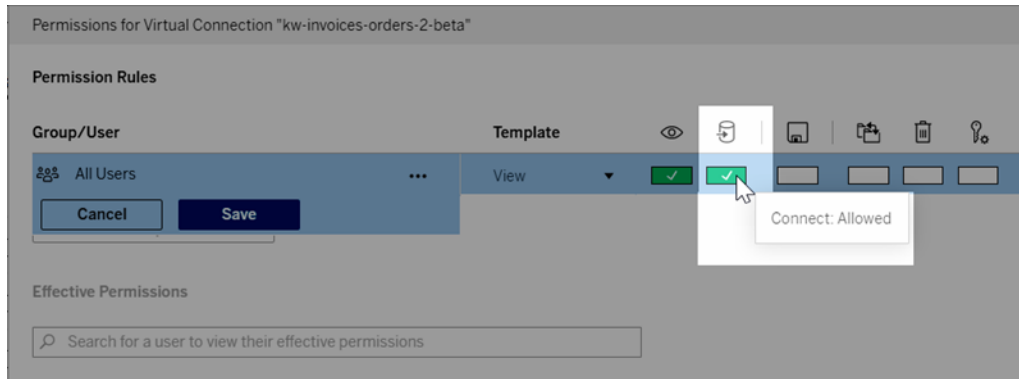 Permissions for Virtual Connection "kw-invoices-orders-2-beta"
Permission Rules
Group/User Template
All Users ... View
Cancel Save
Connect: Allowed
Effective Permissions
Search for a user to view their effective permissions